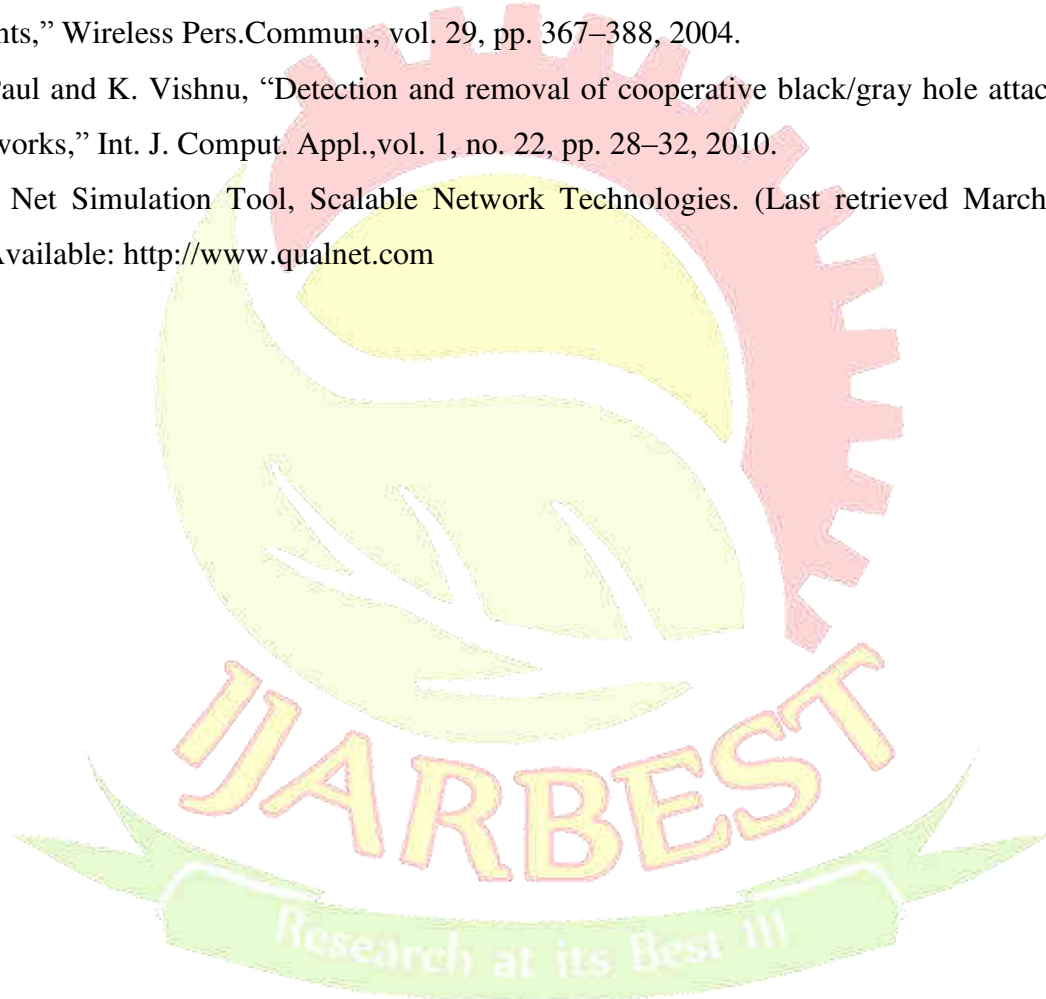 nts,” Wireless Pers.Commun., vol. 29, pp. 367–388, 2004.
Paul and K. Vishnu, “Detection and removal of cooperative black/gray hole attac
works,” Int. J. Comput. Appl.,vol. 1, no. 22, pp. 28–32, 2010.
Net Simulation Tool, Scalable Network Technologies. (Last retrieved March
Available: http://www.qualnet.com
IJARBEST
Research at its Best !!!